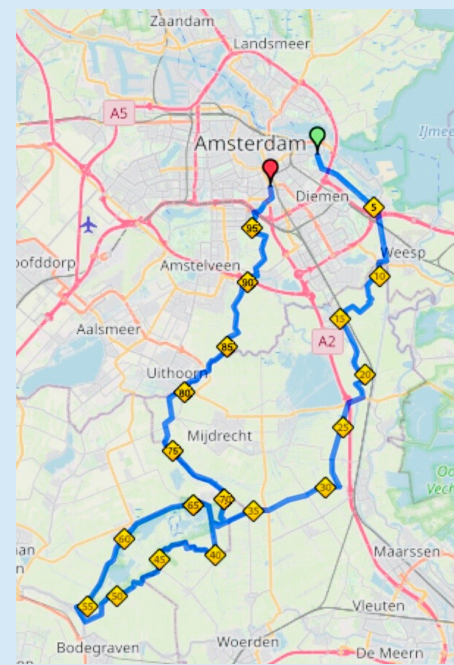 Zaandam
Landsmeer
A5
IJmee
Amsterdam
Diemen
5
95
Weesp
10
Amstelveen
oofddorp
90
15
Aalsmeer
A2
85
Uithoorn
20
80
25
Mijdrecht
75
30
70
65
35
60
Maarssen
45
40
50
55
Vleuten
Bodegraven
Woerden
De Meern